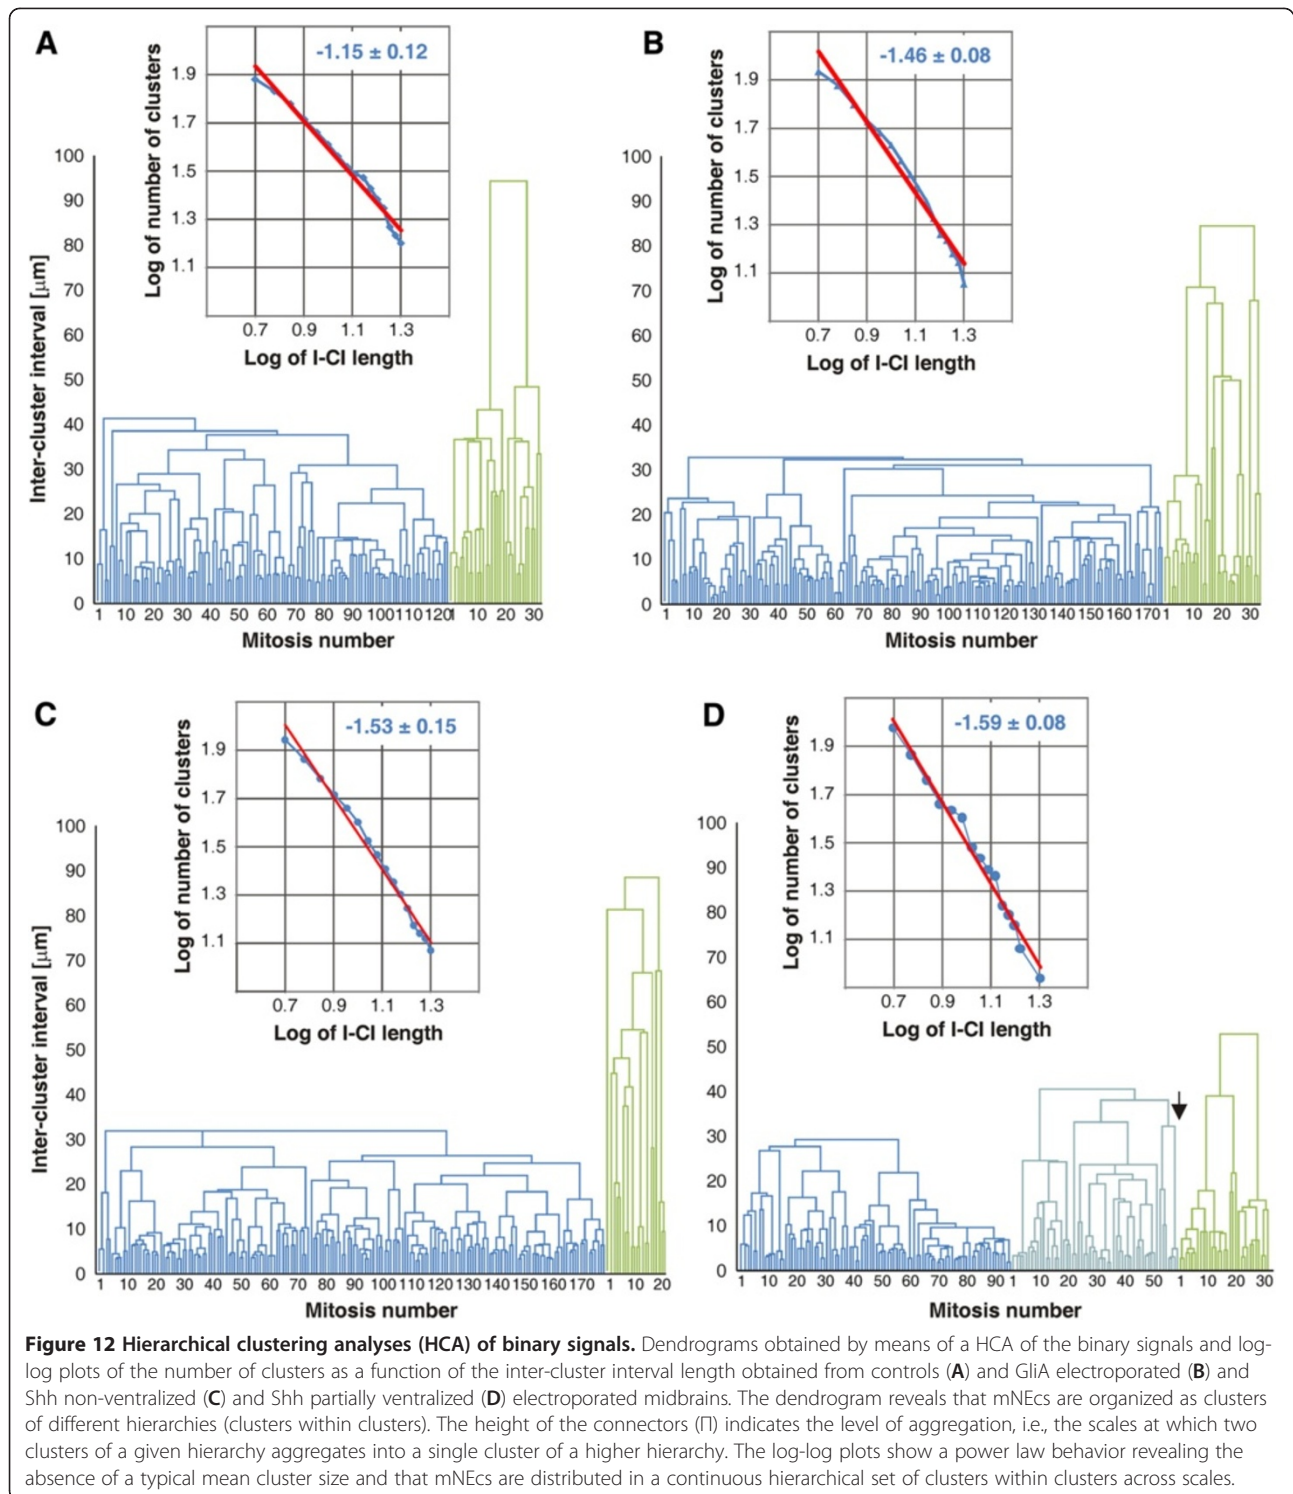 A
-1.15 ± 0.12
Log of number of clusters
1.9
1.7
1.5
1.3
1.1
0.7 0.9 1.1 1.3
Log of I-CI length
Inter-cluster interval [μm]
100
90
80
70
60
50
40
30
20
10
0
1 10 20 30 40 50 60 70 80 90 100 110 120 1 10 20 30
Mitosis number
B
-1.46 ± 0.08
Log of number of clusters
1.9
1.7
1.5
1.3
1.1
0.7 0.9 1.1 1.3
Log of I-CI length
100
90
80
70
60
50
40
30
20
10
0
1 10 20 30 40 50 60 70 80 90 100 110 120 130 140 150 160 170 1 10 20 30
Mitosis number
C
-1.53 ± 0.15
Log of number of clusters
1.9
1.7
1.5
1.3
1.1
0.7 0.9 1.1 1.3
Log of I-CI length
Inter-cluster interval [μm]
100
90
80
70
60
50
40
30
20
10
0
1 10 20 30 40 50 60 70 80 90 100 110 120 130 140 150 160 170 1 10 20
Mitosis number
D
-1.59 ± 0.08
Log of number of clusters
1.9
1.7
1.5
1.3
1.1
0.7 0.9 1.1 1.3
Log of I-CI length
100
90
80
70
60
50
40
30
20
10
0
1 10 20 30 40 50 60 70 80 90 1 10 20 30 40 50 1 10 20 30
Mitosis number
Figure 12 Hierarchical clustering analyses (HCA) of binary signals. Dendrograms obtained by means of a HCA of the binary signals and log-
log plots of the number of clusters as a function of the inter-cluster interval length obtained from controls (A) and GliA electroporated (B) and
Shh non-ventralized (C) and Shh partially ventralized (D) electroporated midbrains. The dendrogram reveals that mNEcs are organized as clusters
of different hierarchies (clusters within clusters). The height of the connectors (Π) indicates the level of aggregation, i.e., the scales at which two
clusters of a given hierarchy aggregates into a single cluster of a higher hierarchy. The log-log plots show a power law behavior revealing the
absence of a typical mean cluster size and that mNEcs are distributed in a continuous hierarchical set of clusters within clusters across scales.